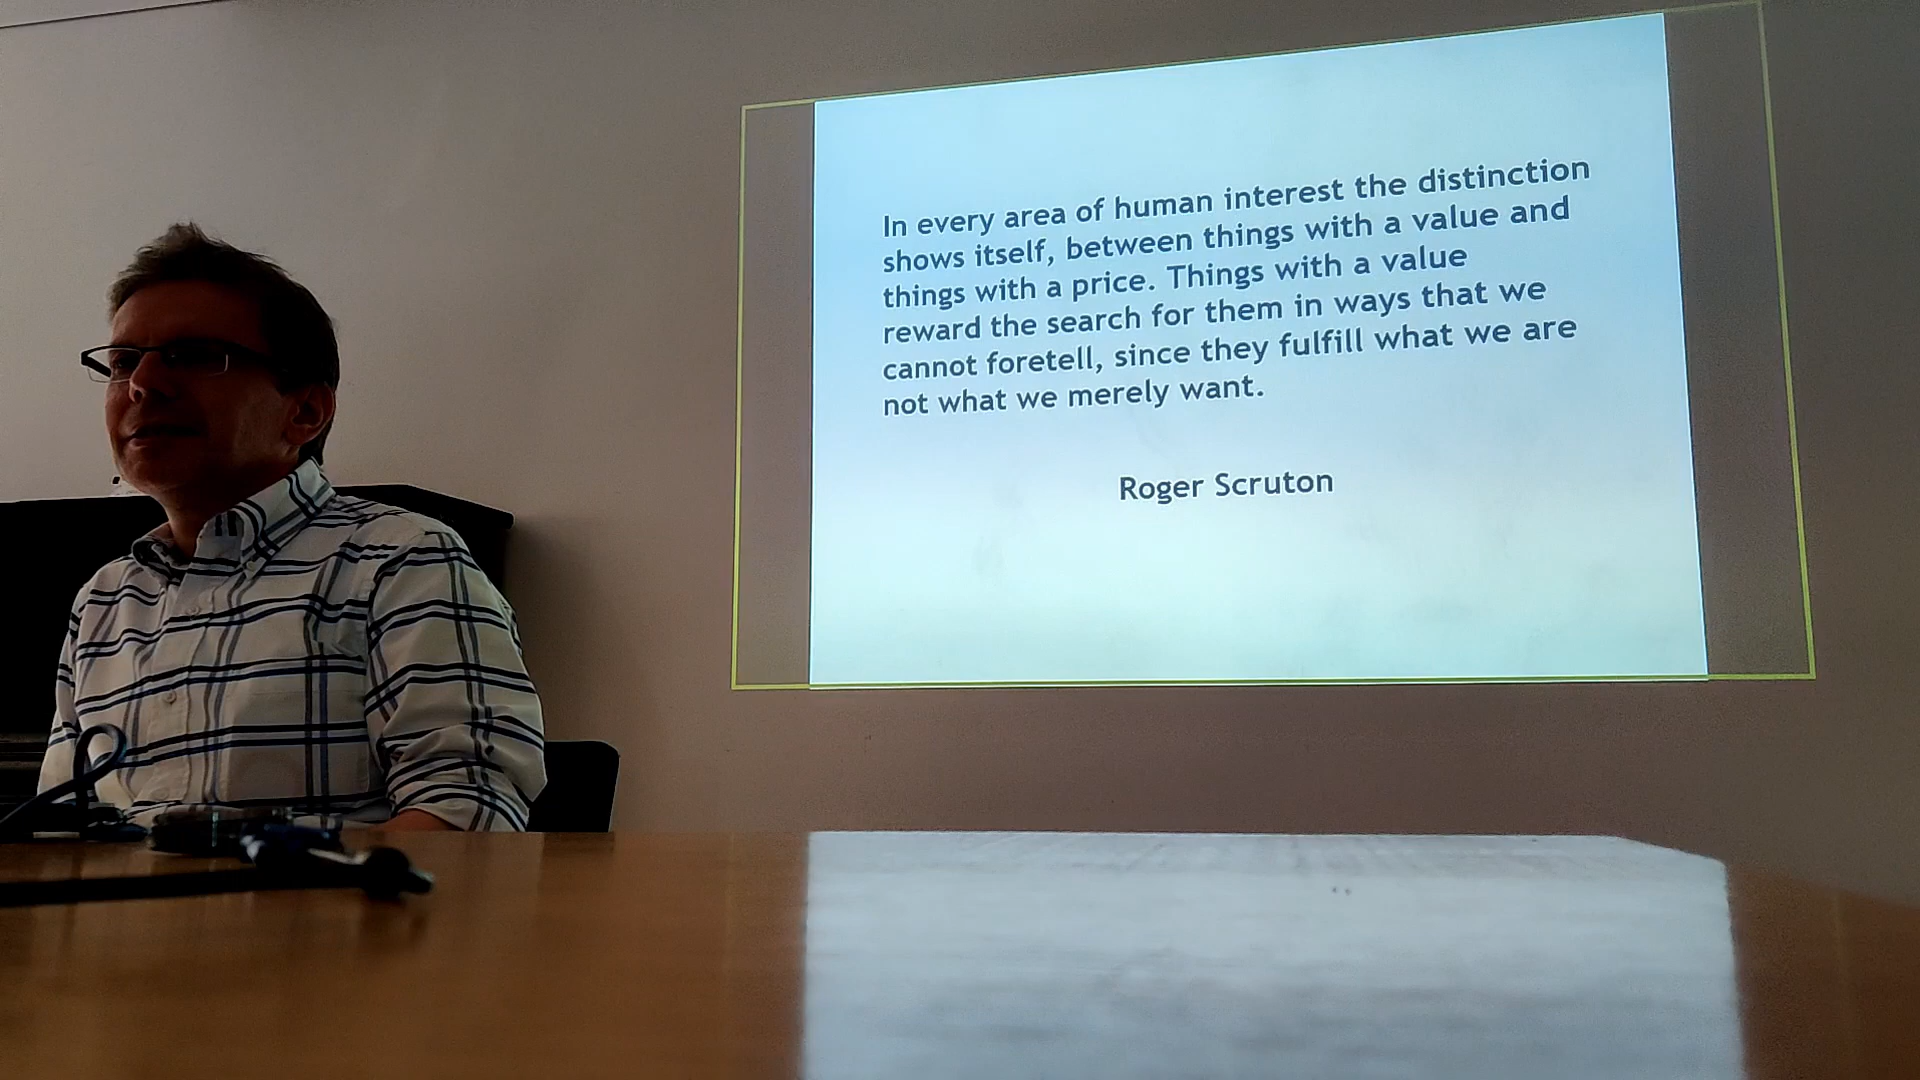 In every area of human interest the distinction
shows itself, between things with a value and
things with a price. Things with a value
reward the search for them in ways that we
cannot foretell, since they fulfill what we are
not what we merely want.
Roger Scruton